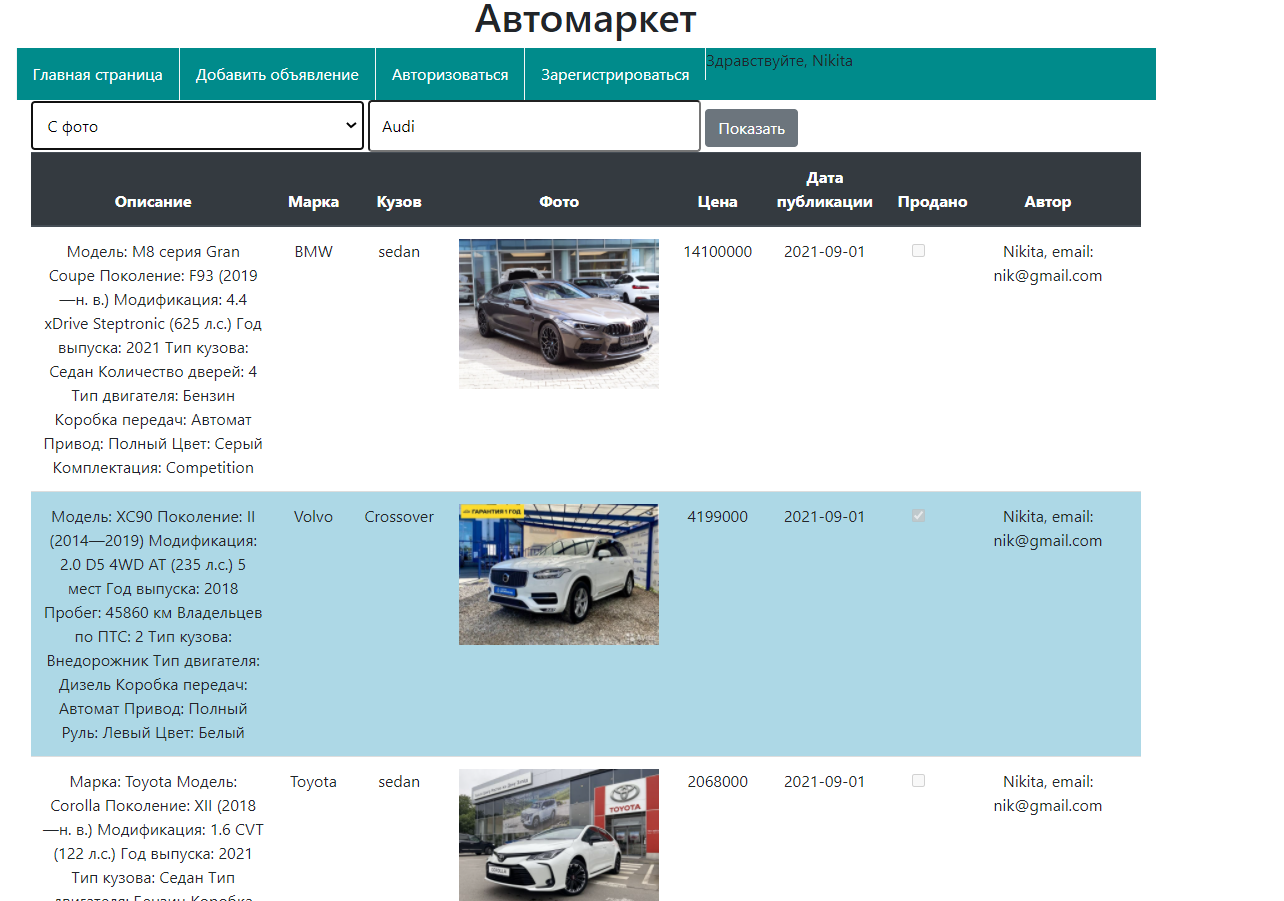 Автомаркет
Главная страница
Добавить объявление
Авторизоваться
Зарегистрироваться
Здравствуйте, Nikita
С фото
Audi
Показать
Описание
Марка
Кузов
Фото
Цена
Дата
публикации
Продано
Автор
Модель: M8 серия Gran
Coupe Поколение: F93 (2019
—н. в.) Модификация: 4.4
xDrive Steptronic (625 л.с.) Год
выпуска: 2021 Тип кузова:
Седан Количество дверей: 4
Тип двигателя: Бензин
Коробка передач: Автомат
Привод: Полный Цвет: Серый
Комплектация: Competition
BMW
sedan
14100000
2021-09-01
Nikita, email:
nik@gmail.com
Модель: XC90 Поколение: II
(2014—2019) Модификация:
2.0 D5 4WD AT (235 л.с.) 5
мест Год выпуска: 2018
Пробег: 45860 км Владельцев
по ПТС: 2 Тип кузова:
Внедорожник Тип двигателя:
Дизель Коробка передач:
Автомат Привод: Полный
Руль: Левый Цвет: Белый
Volvo
Crossover
ГАРАНТИЯ 1 ГОД
4199000
2021-09-01
Nikita, email:
nik@gmail.com
Марка: Toyota Модель:
Corolla Поколение: XII (2018
—н. в.) Модификация: 1.6 CVT
(122 л.с.) Год выпуска: 2021
Тип кузова: Седан Тип
двигателя: Бензин Коробка
Toyota
sedan
TOYOTA
COROLLA
2068000
2021-09-01
Nikita, email:
nik@gmail.com